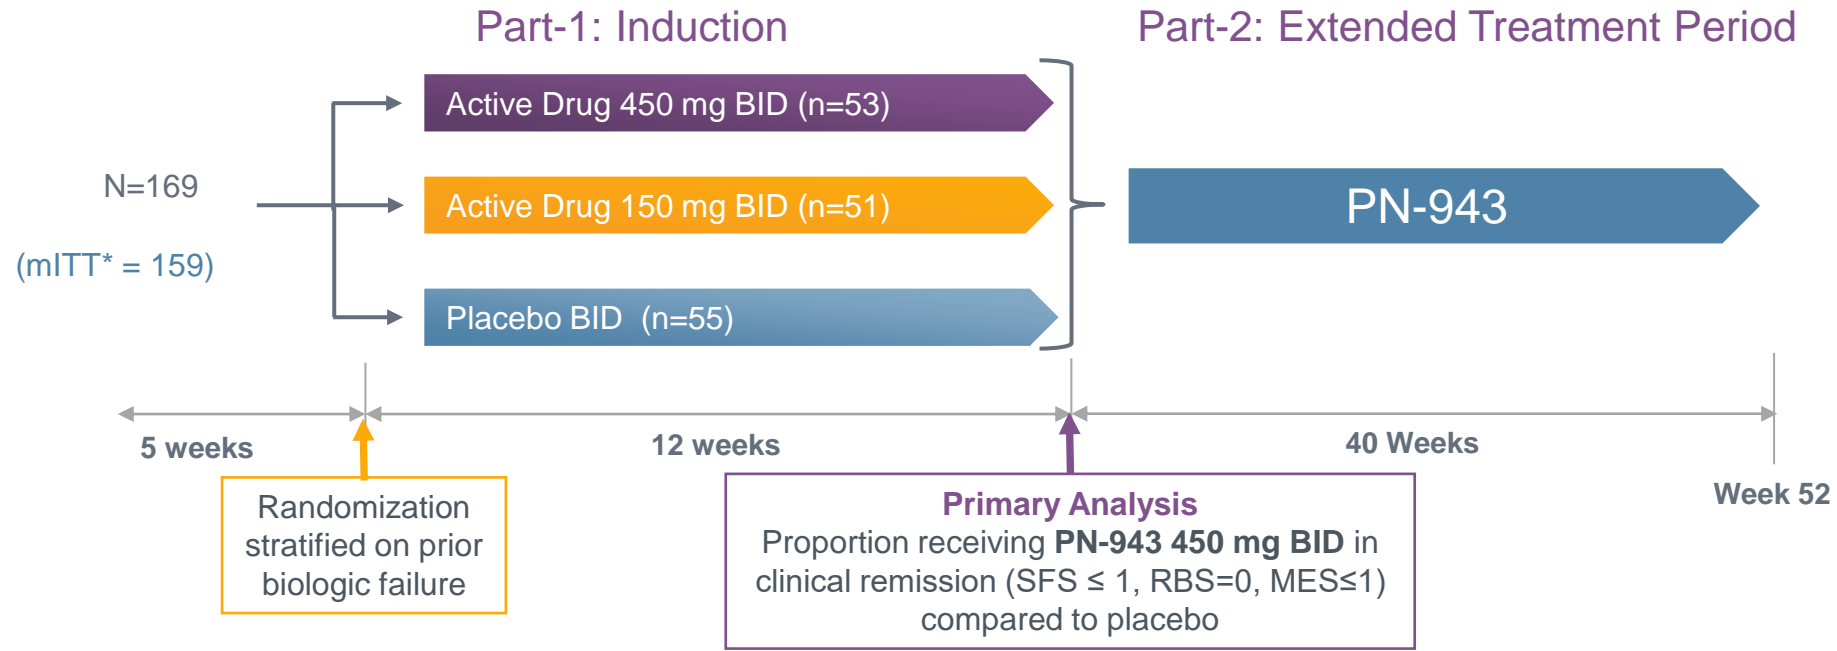 Part-1: Induction
Part-2: Extended Treatment Period
Active Drug 450 mg BID (n=53)
N=169
Active Drug 150 mg BID (n=51)
PN-943
(mITT* = 159)
Placebo BID (n=55)
5 weeks
12 weeks
40 Weeks
Week 52
Randomization
stratified on prior
biologic failure
Primary Analysis
Proportion receiving PN-943 450 mg BID in
clinical remission (SFS ≤ 1, RBS=0, MES≤1)
compared to placebo